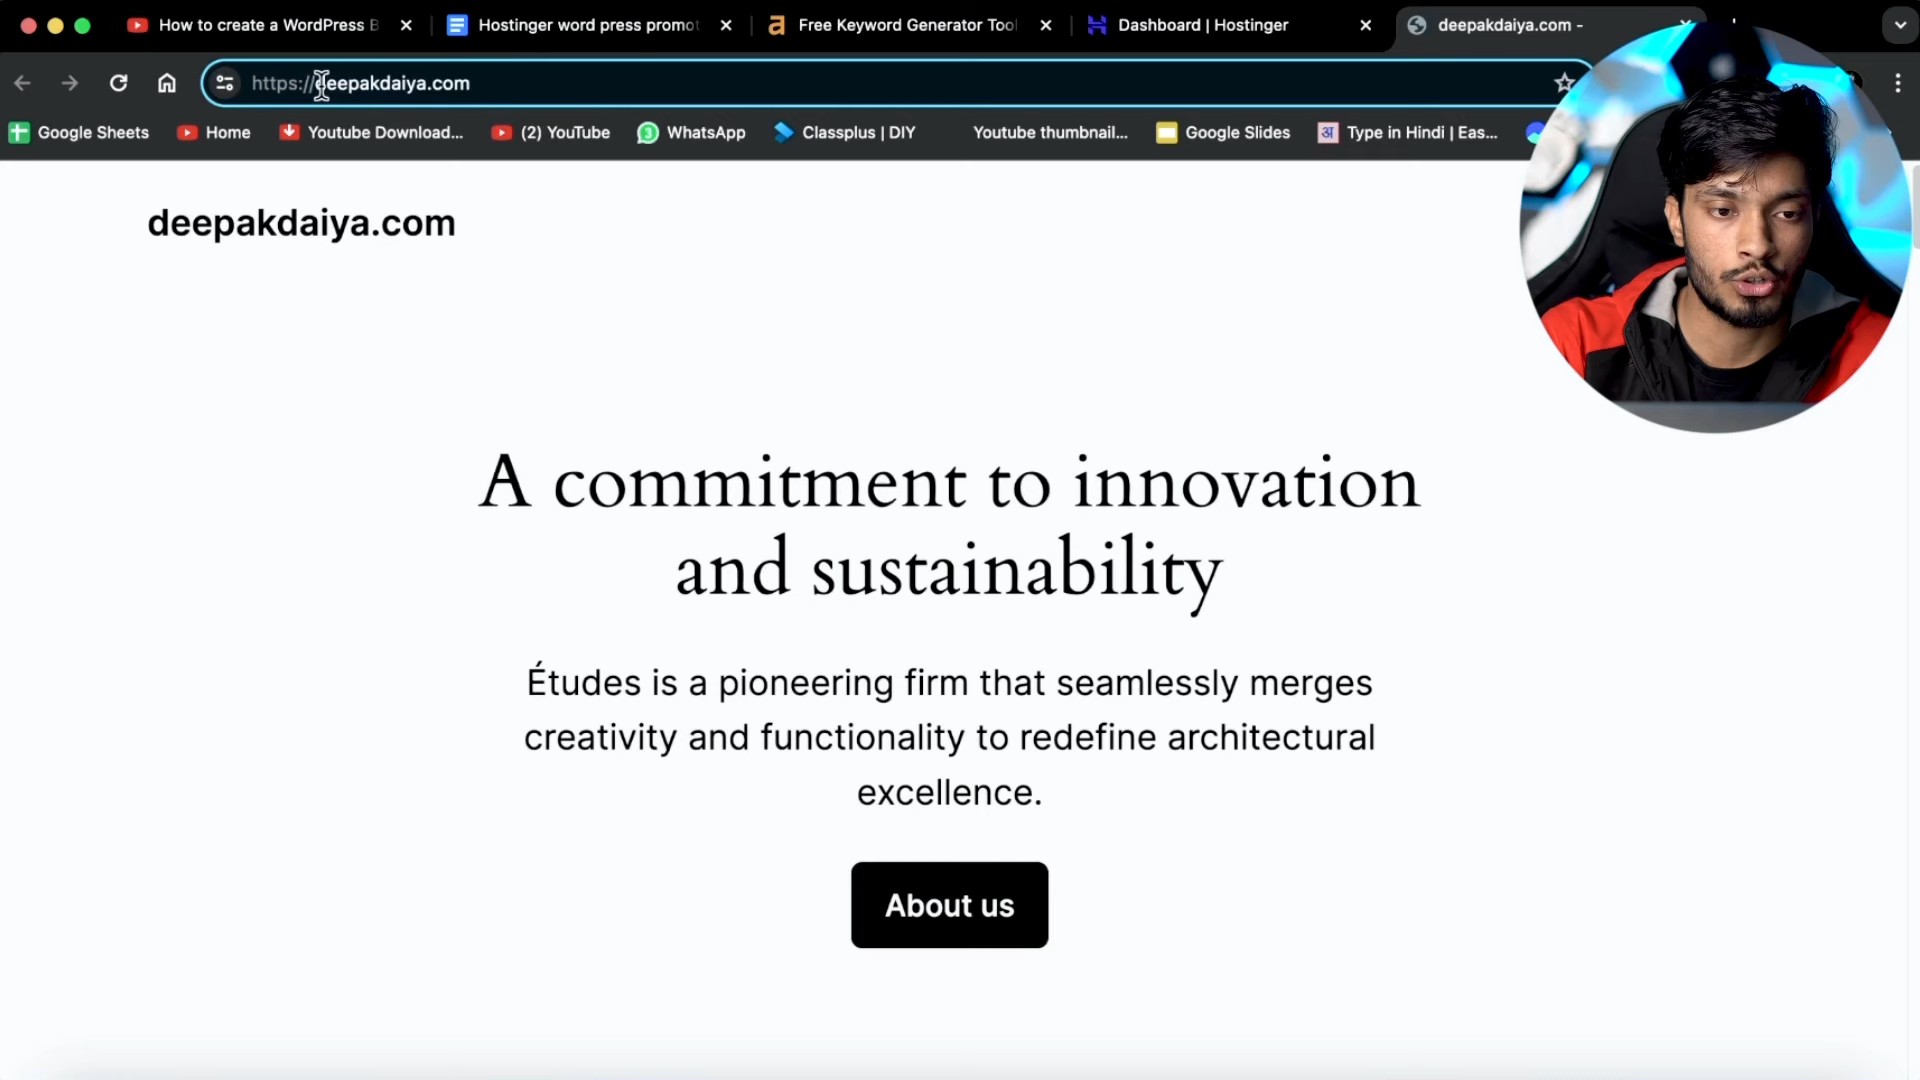 How to create a WordPress B
Hostinger word press promot
Free Keyword Generator Tool
Dashboard | Hostinger
deepakdaiya.com -
https://deepakdaiya.com
Google Sheets
Home
Youtube Download...
(2) YouTube
WhatsApp
Classplus | DIY
Youtube thumbnail...
Google Slides
Type in Hindi | Eas...
deepakdaiya.com
A commitment to innovation
and sustainability
Études is a pioneering firm that seamlessly merges
creativity and functionality to redefine architectural
excellence.
About us